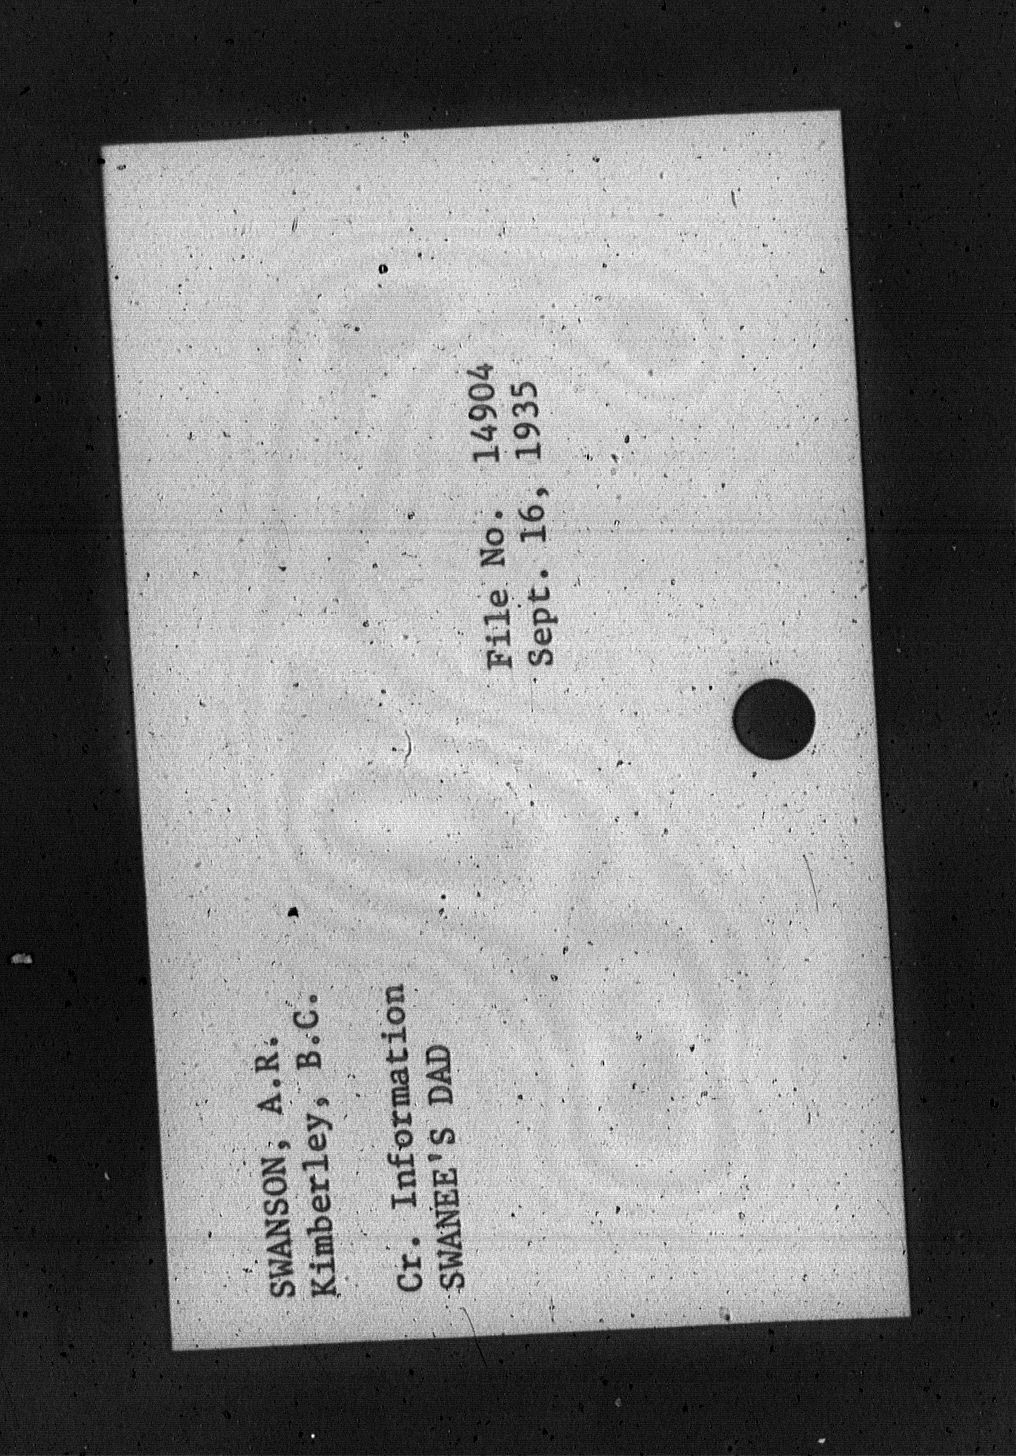 SWANSON, A.R.
Kimberley, B.C.
Cr. Information
SWANEE'S DAD
File No. 14904
Sept. 16, 1935